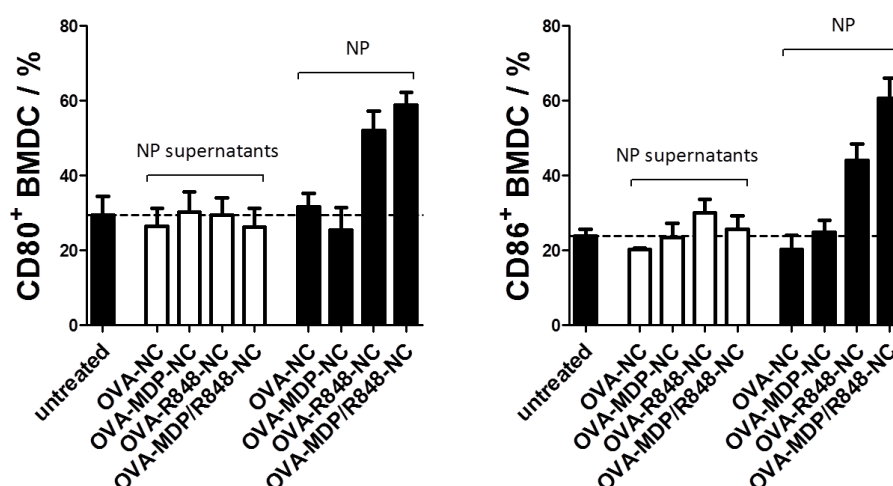 80
60
40
20
0
CD80+ BMDC / %
NP supernatants
NP
untreated
OVA-NC
OVA-MDP-NC
OVA-R848-NC
OVA-MDP/R848-NC
OVA-NC
OVA-MDP-NC
OVA-R848-NC
OVA-MDP/R848-NC
80
60
40
20
0
CD86+ BMDC / %
NP supernatants
NP
untreated
OVA-NC
OVA-MDP-NC
OVA-R848-NC
OVA-MDP/R848-NC
OVA-NC
OVA-MDP-NC
OVA-R848-NC
OVA-MDP/R848-NC